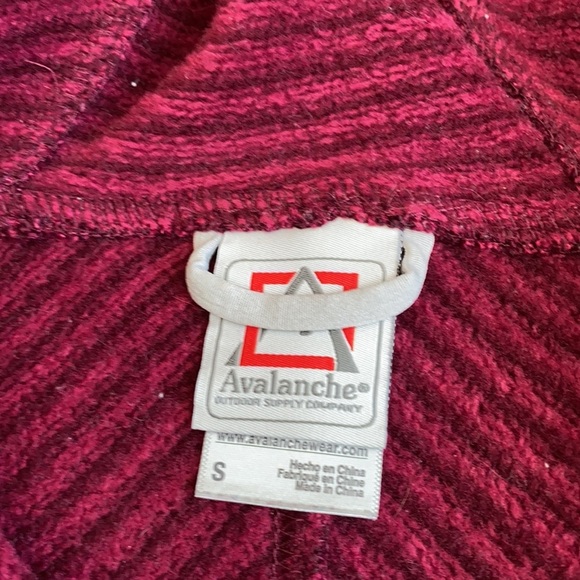 Avalanche®
OUTDOOR SUPPLY COMPANY
www.avalanchewear.com
S
Hecho en China
Fabriqué en Chine
Made in China